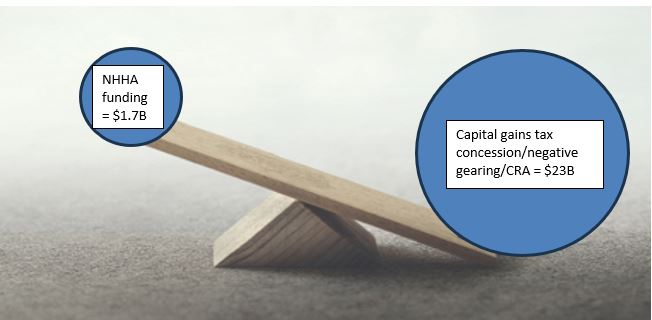 NHHA
funding
= $1.7B
Capital gains tax
concession/negative
gearing/CRA = $23B